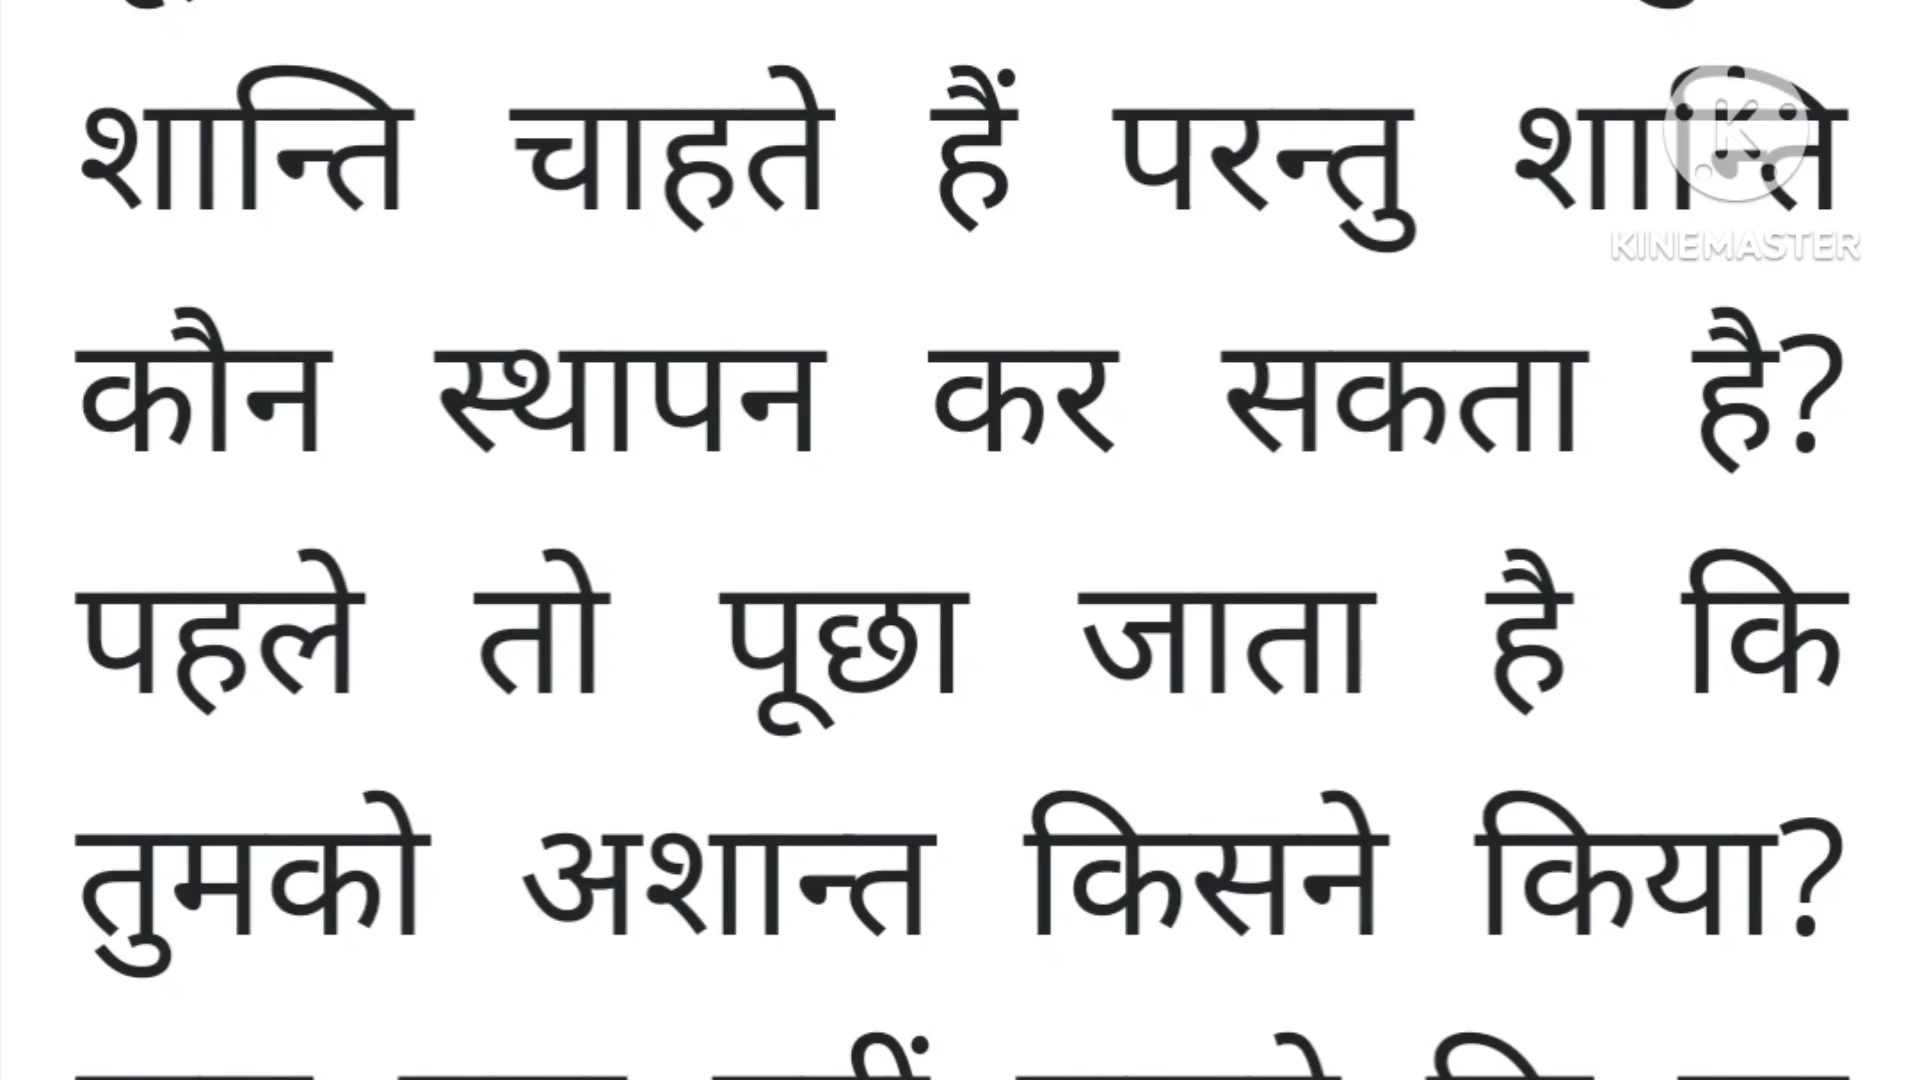 शान्ति चाहते हैं परन्तु शान्ति
KINEMASTER
कौन स्थापन कर सकता है?
पहले तो पूछा जाता है कि
तुमको अशान्त किसने किया?